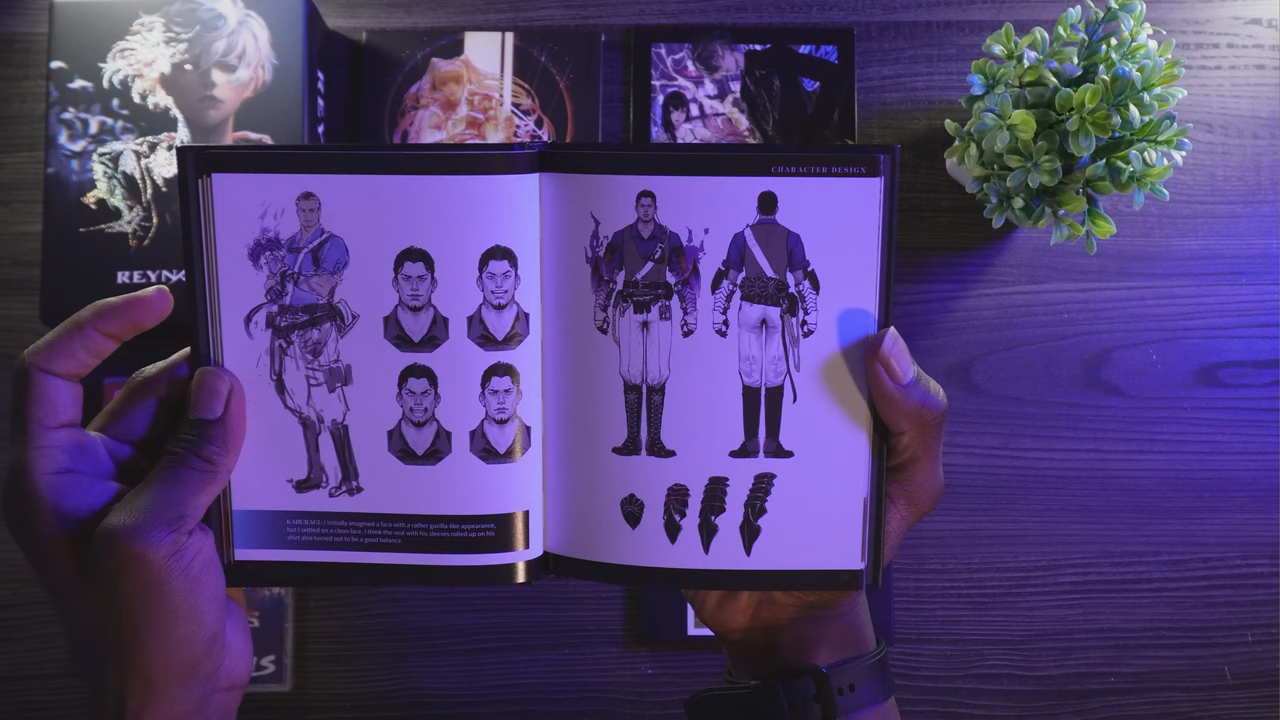 CHARACTER DESIGN
REYN
KABURAGI: I initially imagined a face with a rather gorilla-like appearance,
but I settled on a clean face. I think the vest with his sleeves rolled up on his
shirt also turned out to be a good balance.